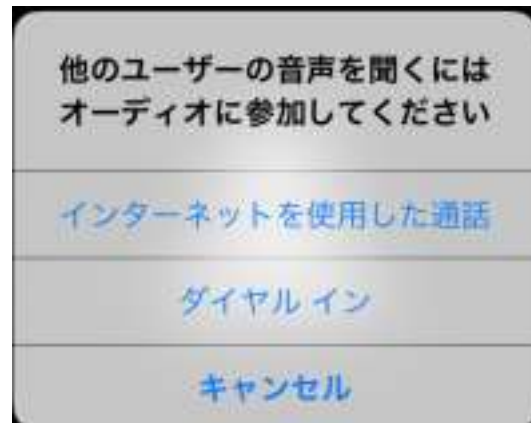 他のユーザーの音声を聞くには
オーディオに参加してください
インターネットを使用した通話
ダイヤル イン
キャンセル